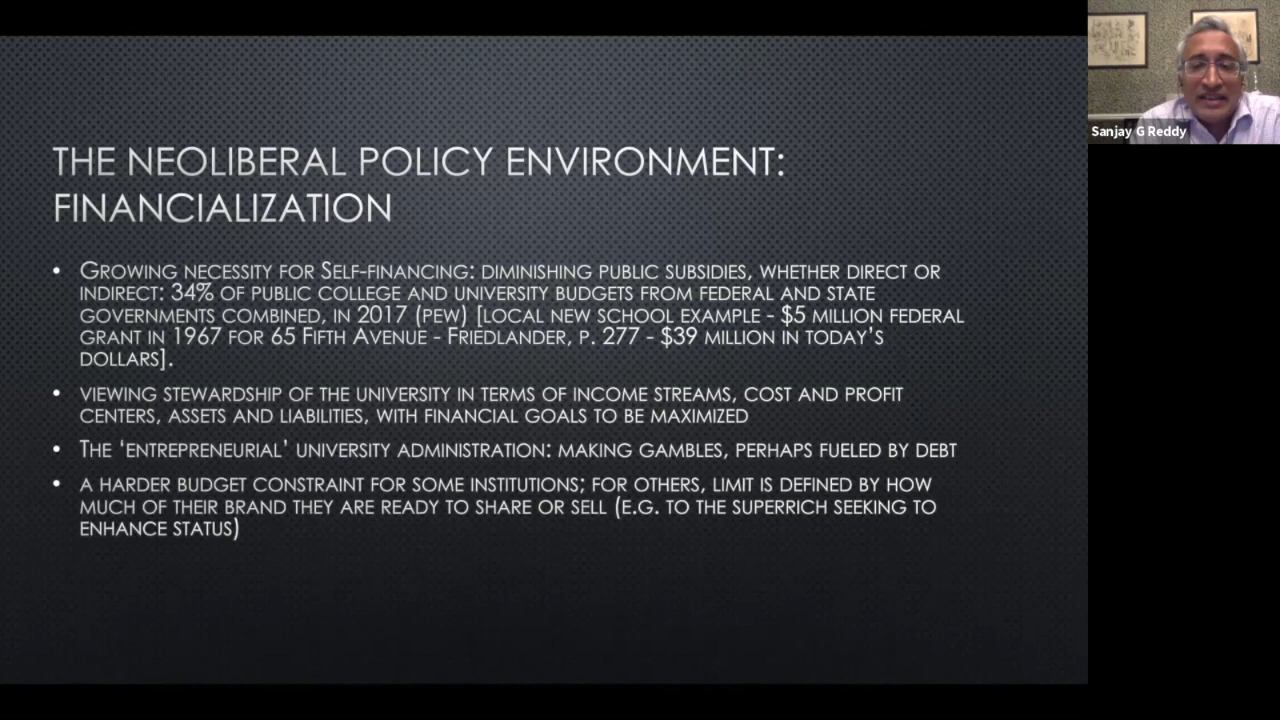 THE NEOLIBERAL POLICY ENVIRONMENT:
FINANCIALIZATION
• GROWING NECESSITY FOR SELF-FINANCING: DIMINISHING PUBLIC SUBSIDIES, WHETHER DIRECT OR
INDIRECT: 34% OF PUBLIC COLLEGE AND UNIVERSITY BUDGETS FROM FEDERAL AND STATE
GOVERNMENTS COMBINED, IN 2017 (PEW) [LOCAL NEW SCHOOL EXAMPLE - $5 MILLION FEDERAL
GRANT IN 1967 FOR 65 FIFTH AVENUE - FRIEDLANDER, P. 277 - $39 MILLION IN TODAY'S
DOLLARS].
• VIEWING STEWARDSHIP OF THE UNIVERSITY IN TERMS OF INCOME STREAMS, COST AND PROFIT
CENTERS, ASSETS AND LIABILITIES, WITH FINANCIAL GOALS TO BE MAXIMIZED
• THE 'ENTREPRENEURIAL' UNIVERSITY ADMINISTRATION: MAKING GAMBLES, PERHAPS FUELED BY DEBT
• A HARDER BUDGET CONSTRAINT FOR SOME INSTITUTIONS; FOR OTHERS, LIMIT IS DEFINED BY HOW
MUCH OF THEIR BRAND THEY ARE READY TO SHARE OR SELL (E.G. TO THE SUPERRICH SEEKING TO
ENHANCE STATUS)
Sanjay G Reddy